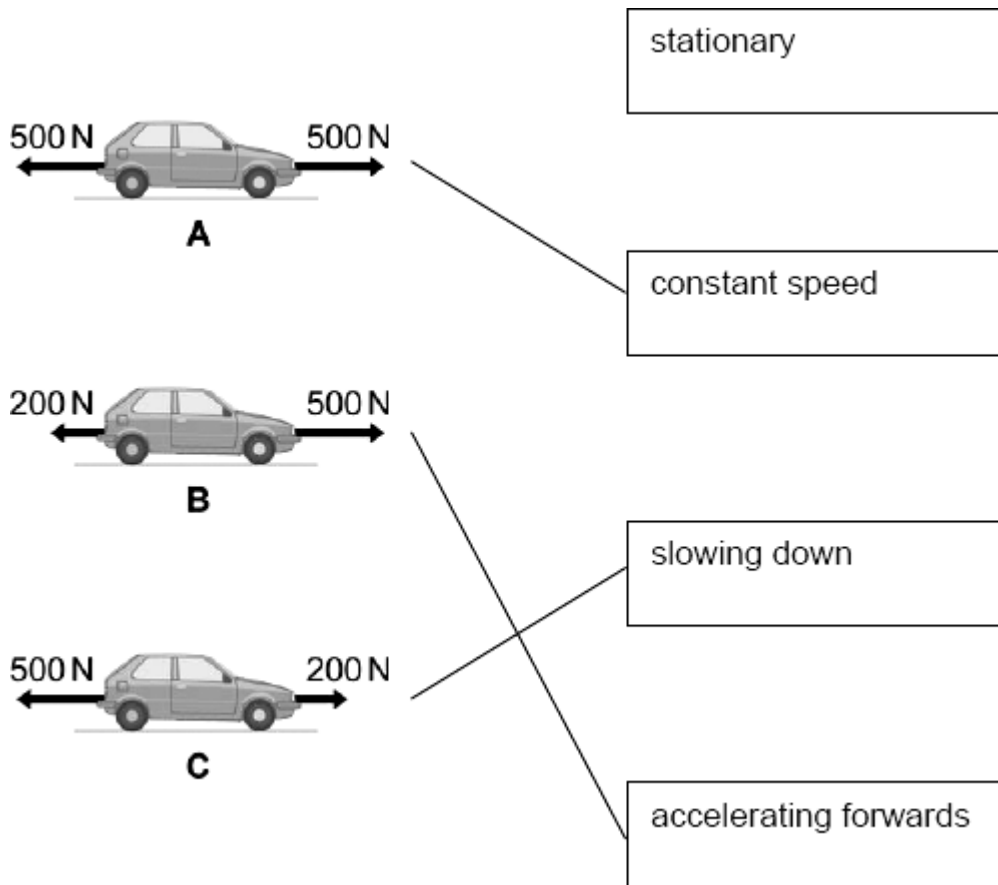 stationary
500 N 500 N
A
constant speed
200 N 500 N
B
slowing down
500 N 200 N
C
accelerating forwards